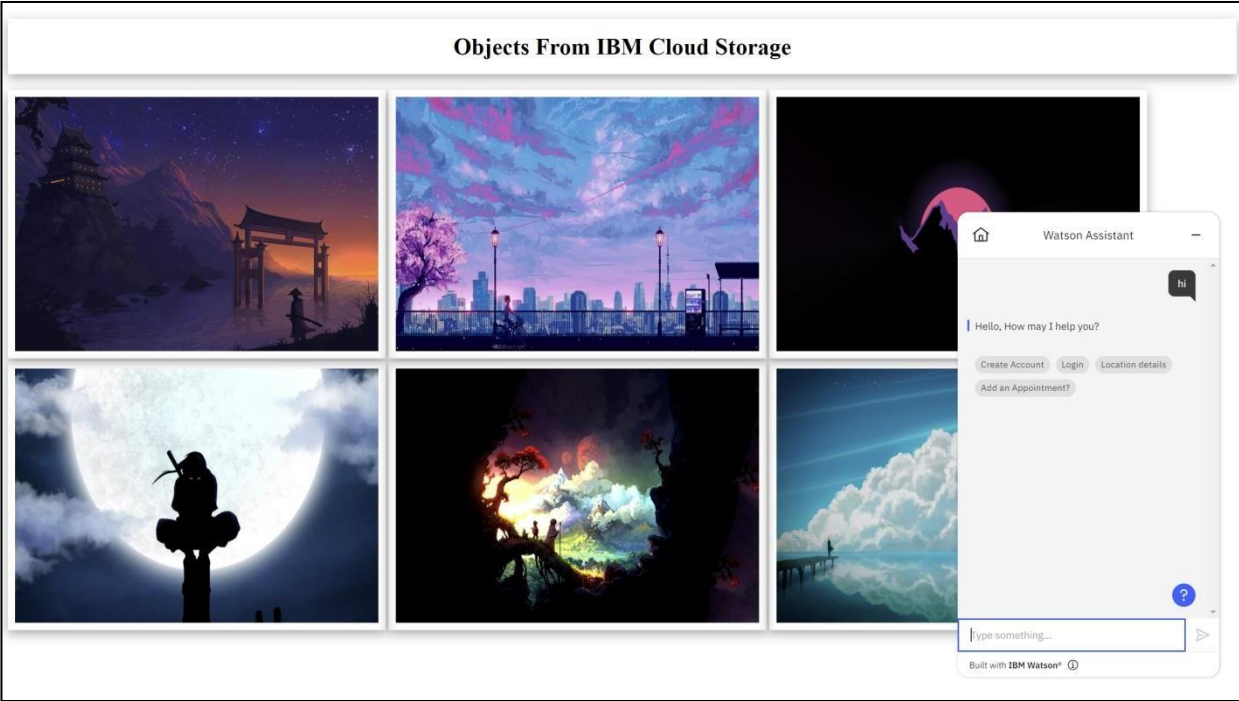 Objects From IBM Cloud Storage
Watson Assistant
hi
Hello, How may I help you?
Create Account Login Location details
Add an Appointment?
?
Type something...
Built with IBM Watson®